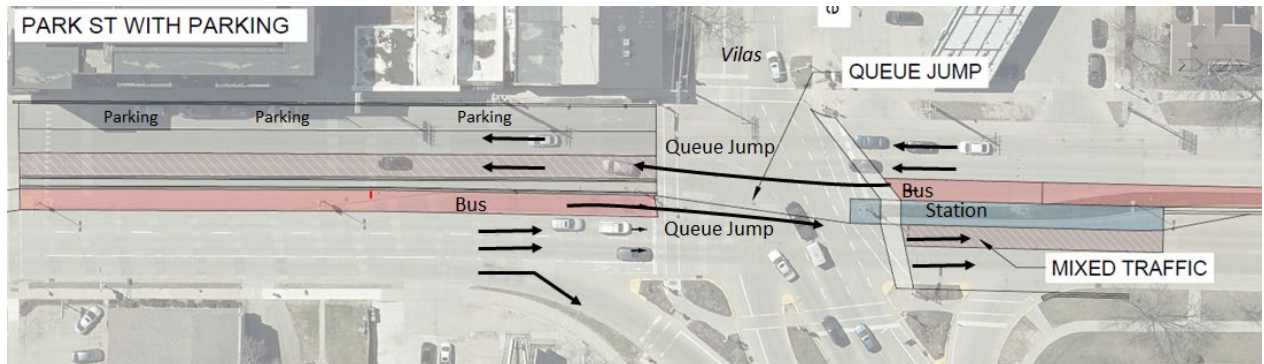 PARK ST WITH PARKING
Vilas
QUEUE JUMP
Parking Parking Parking
Queue Jump
Bus
Station
Bus
Queue Jump
MIXED TRAFFIC